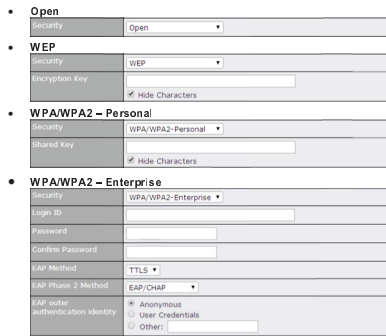 • Open
Security Open
• WEP
Security WEP
Encryption Key
Hide Characters
• WPA/WPA2 – Personal
Security WPA/WPA2-Personal
Shared Key
Hide Characters
• WPA/WPA2 – Enterprise
Security WPA/WPA2-Enterprise
Login ID
Password
Confirm Password
EAP Method TTLS
EAP Phase 2 Method EAP/CHAP
EAP outer authentication identity Anonymous
User Credentials
Other: